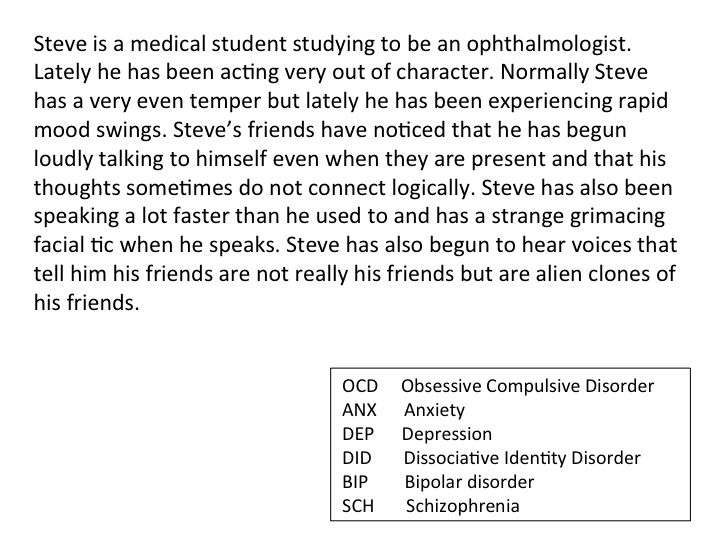 Steve is a medical student studying to be an ophthalmologist.
Lately he has been acting very out of character. Normally Steve
has a very even temper but lately he has been experiencing rapid
mood swings. Steve’s friends have noticed that he has begun
loudly talking to himself even when they are present and that his
thoughts sometimes do not connect logically. Steve has also been
speaking a lot faster than he used to and has a strange grimacing
facial tic when he speaks. Steve has also begun to hear voices that
tell him his friends are not really his friends but are alien clones of
his friends.
OCD Obsessive Compulsive Disorder
ANX Anxiety
DEP Depression
DID Dissociative Identity Disorder
BIP Bipolar disorder
SCH Schizophrenia